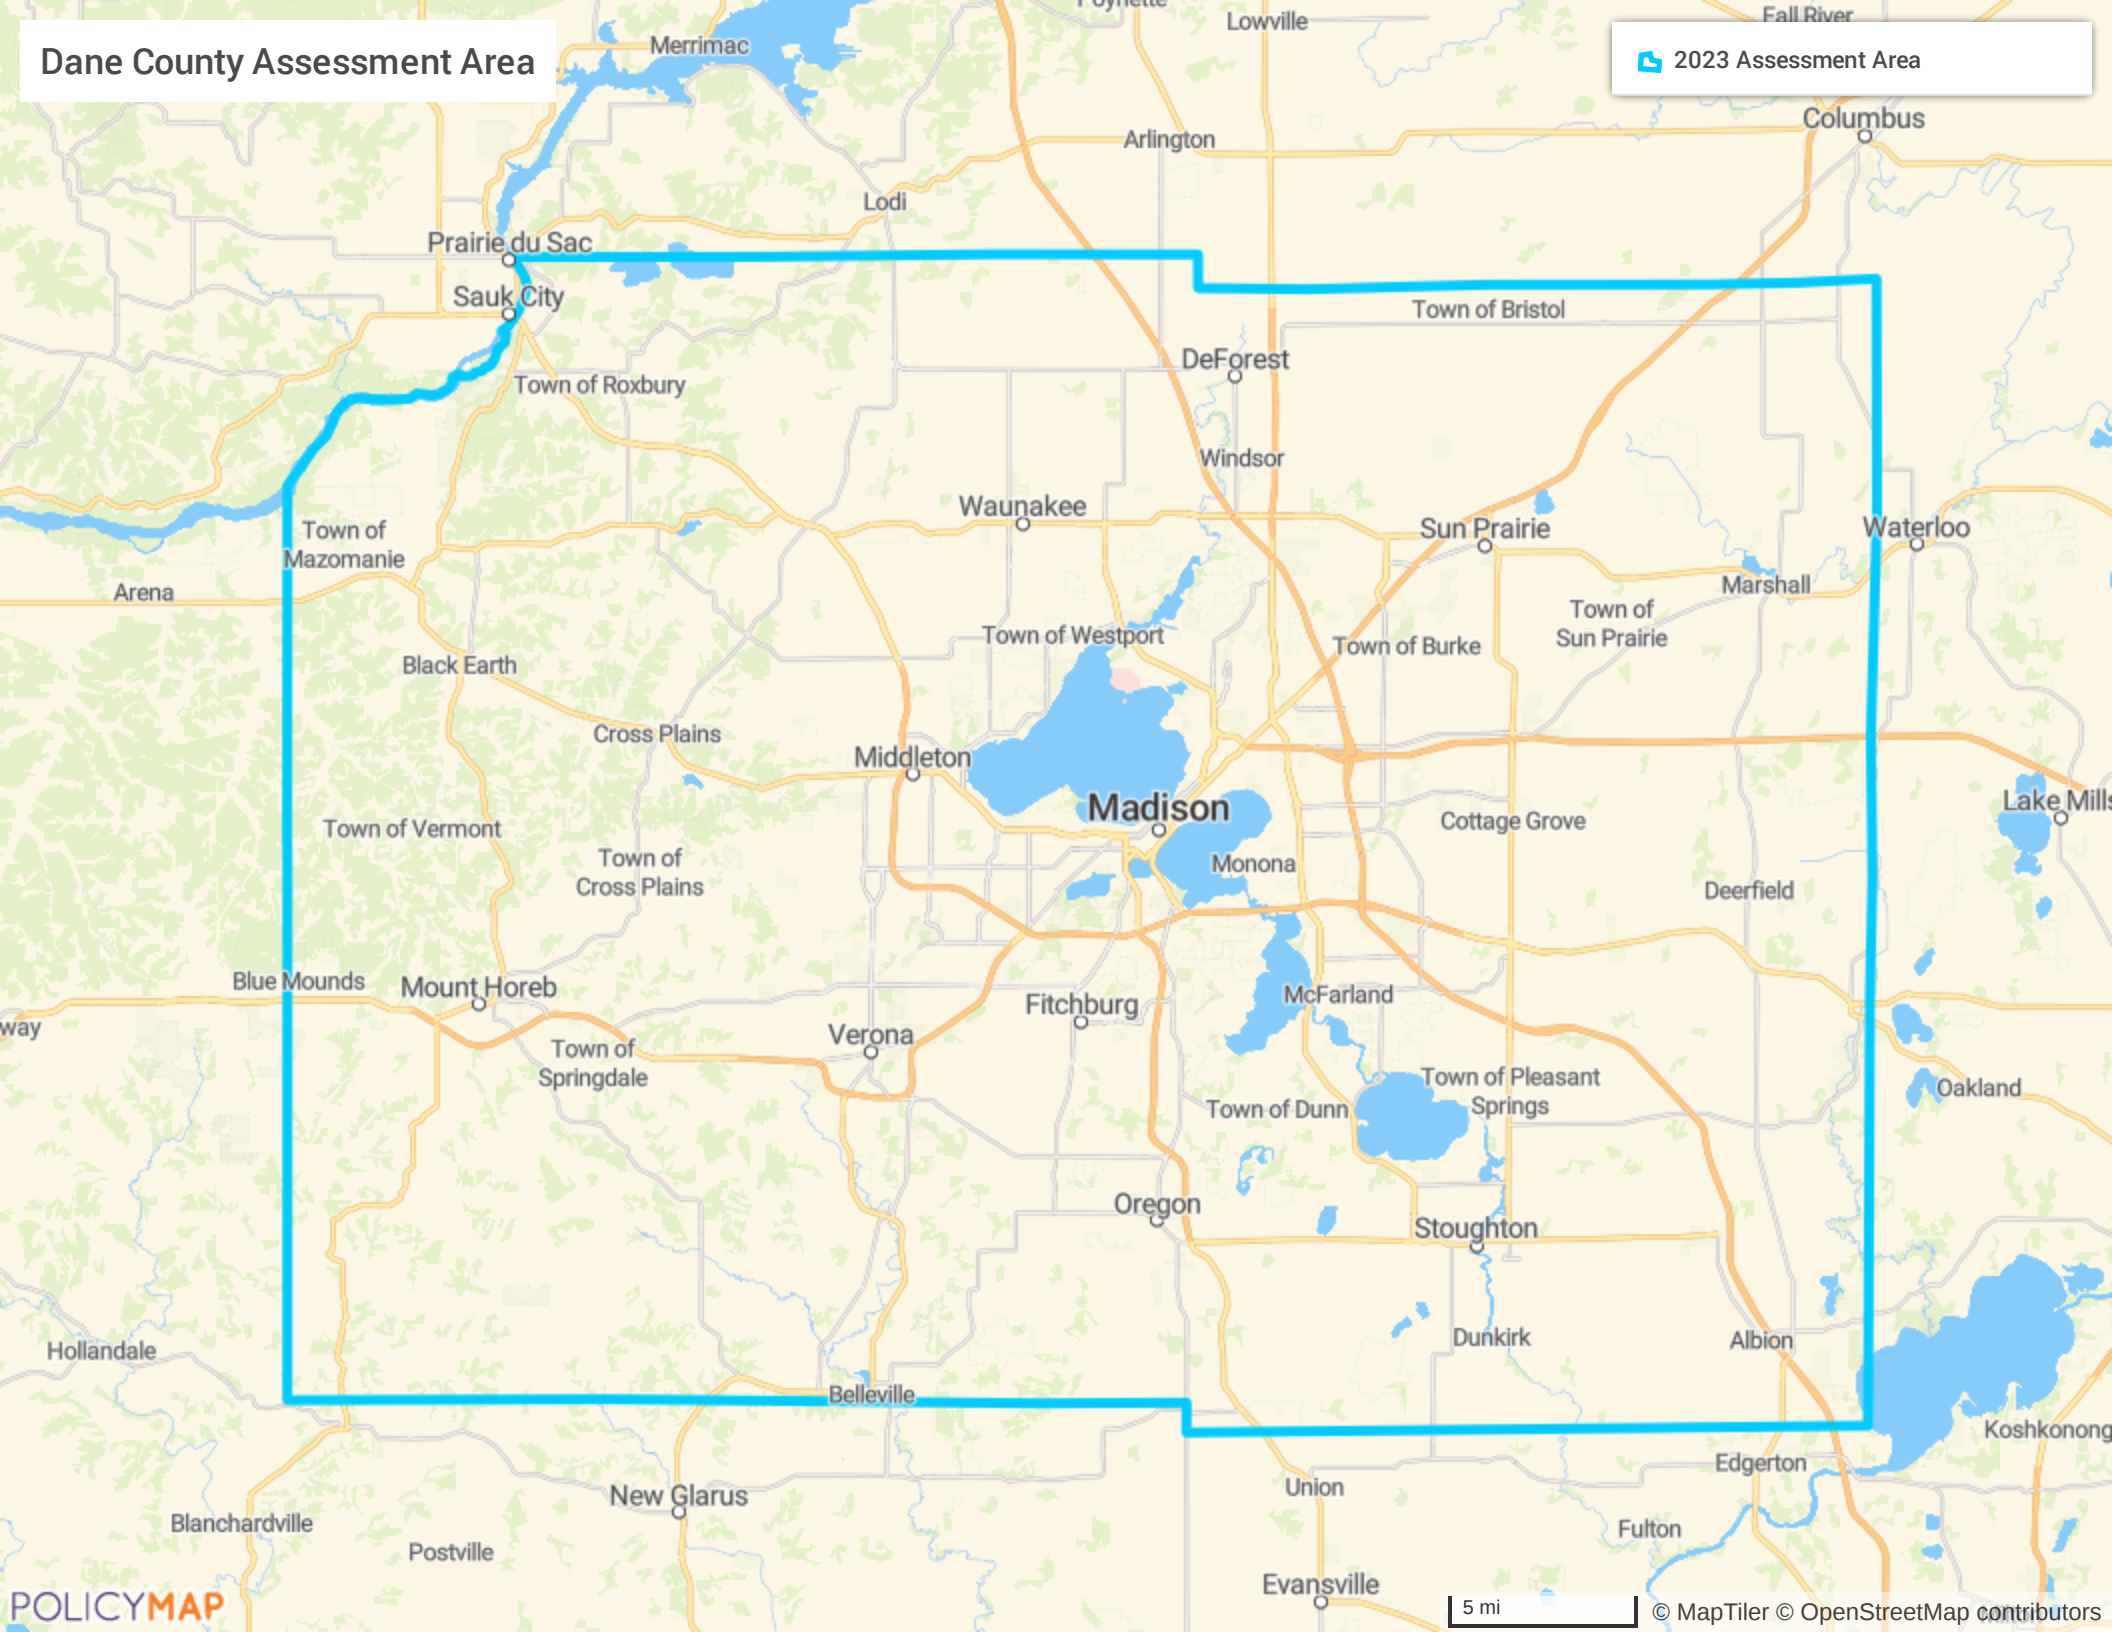 Poynette
Lowville
Fall River
Merrimac
Dane County Assessment Area
2023 Assessment Area
Columbus
Arlington
Lodi
Prairie du Sac
Sauk City
Town of Bristol
DeForest
Town of Roxbury
Windsor
Waunakee
Sun Prairie
Waterloo
Town of
Mazomanie
Arena
Marshall
Town of
Sun Prairie
Town of Westport
Town of Burke
Black Earth
Cross Plains
Middleton
Madison
Lake Mills
Cottage Grove
Town of Vermont
Town of
Cross Plains
Monona
Deerfield
Blue Mounds
Mount Horeb
McFarland
Fitchburg
way
Verona
Town of
Springdale
Town of Pleasant
Springs
Oakland
Town of Dunn
Oregon
Stoughton
Dunkirk
Albion
Hollandale
Belleville
Koshkonong
Edgerton
Union
New Glarus
Blanchardville
Fulton
Postville
Evansville
POLICYMAP
5 mi
© MapTiler © OpenStreetMap contributors